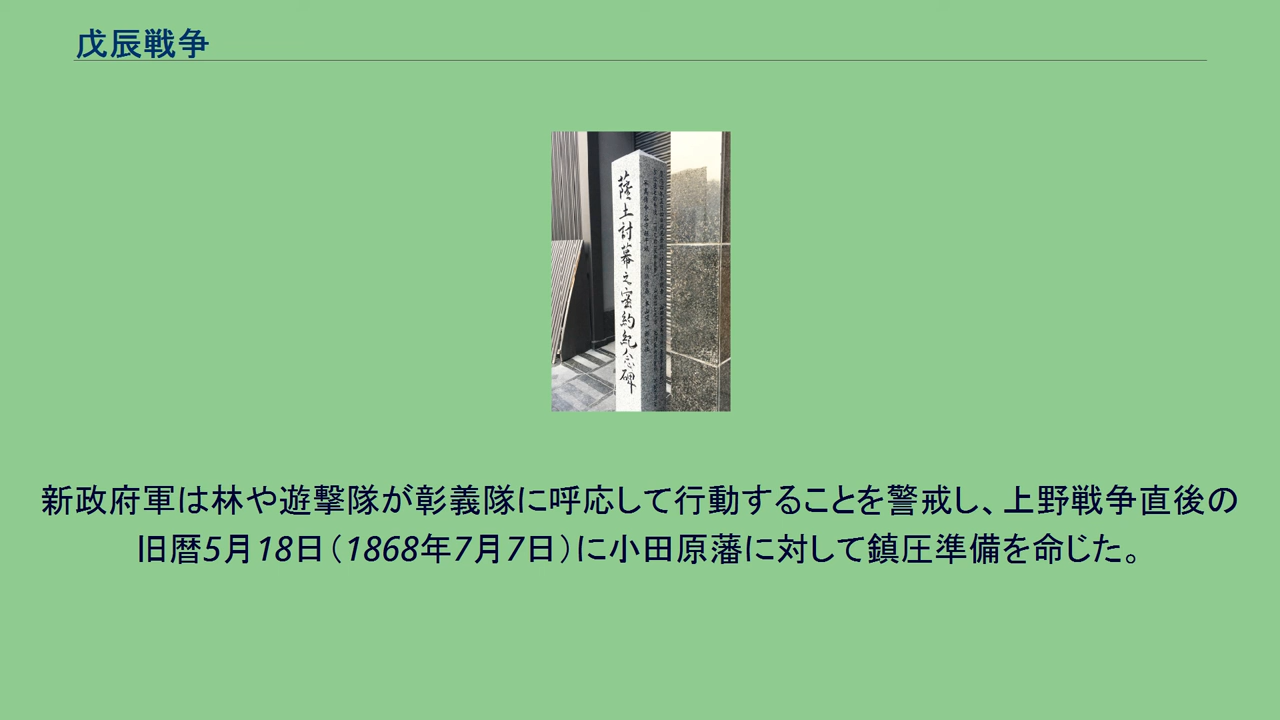 戊辰戦争
薩土討幕之密約紀念碑
新政府軍は林や遊撃隊が彰義隊に呼応して行動することを警戒し、上野戦争直後の
旧暦5月18日（1868年7月7日）に小田原藩に対して鎮圧準備を命じた。